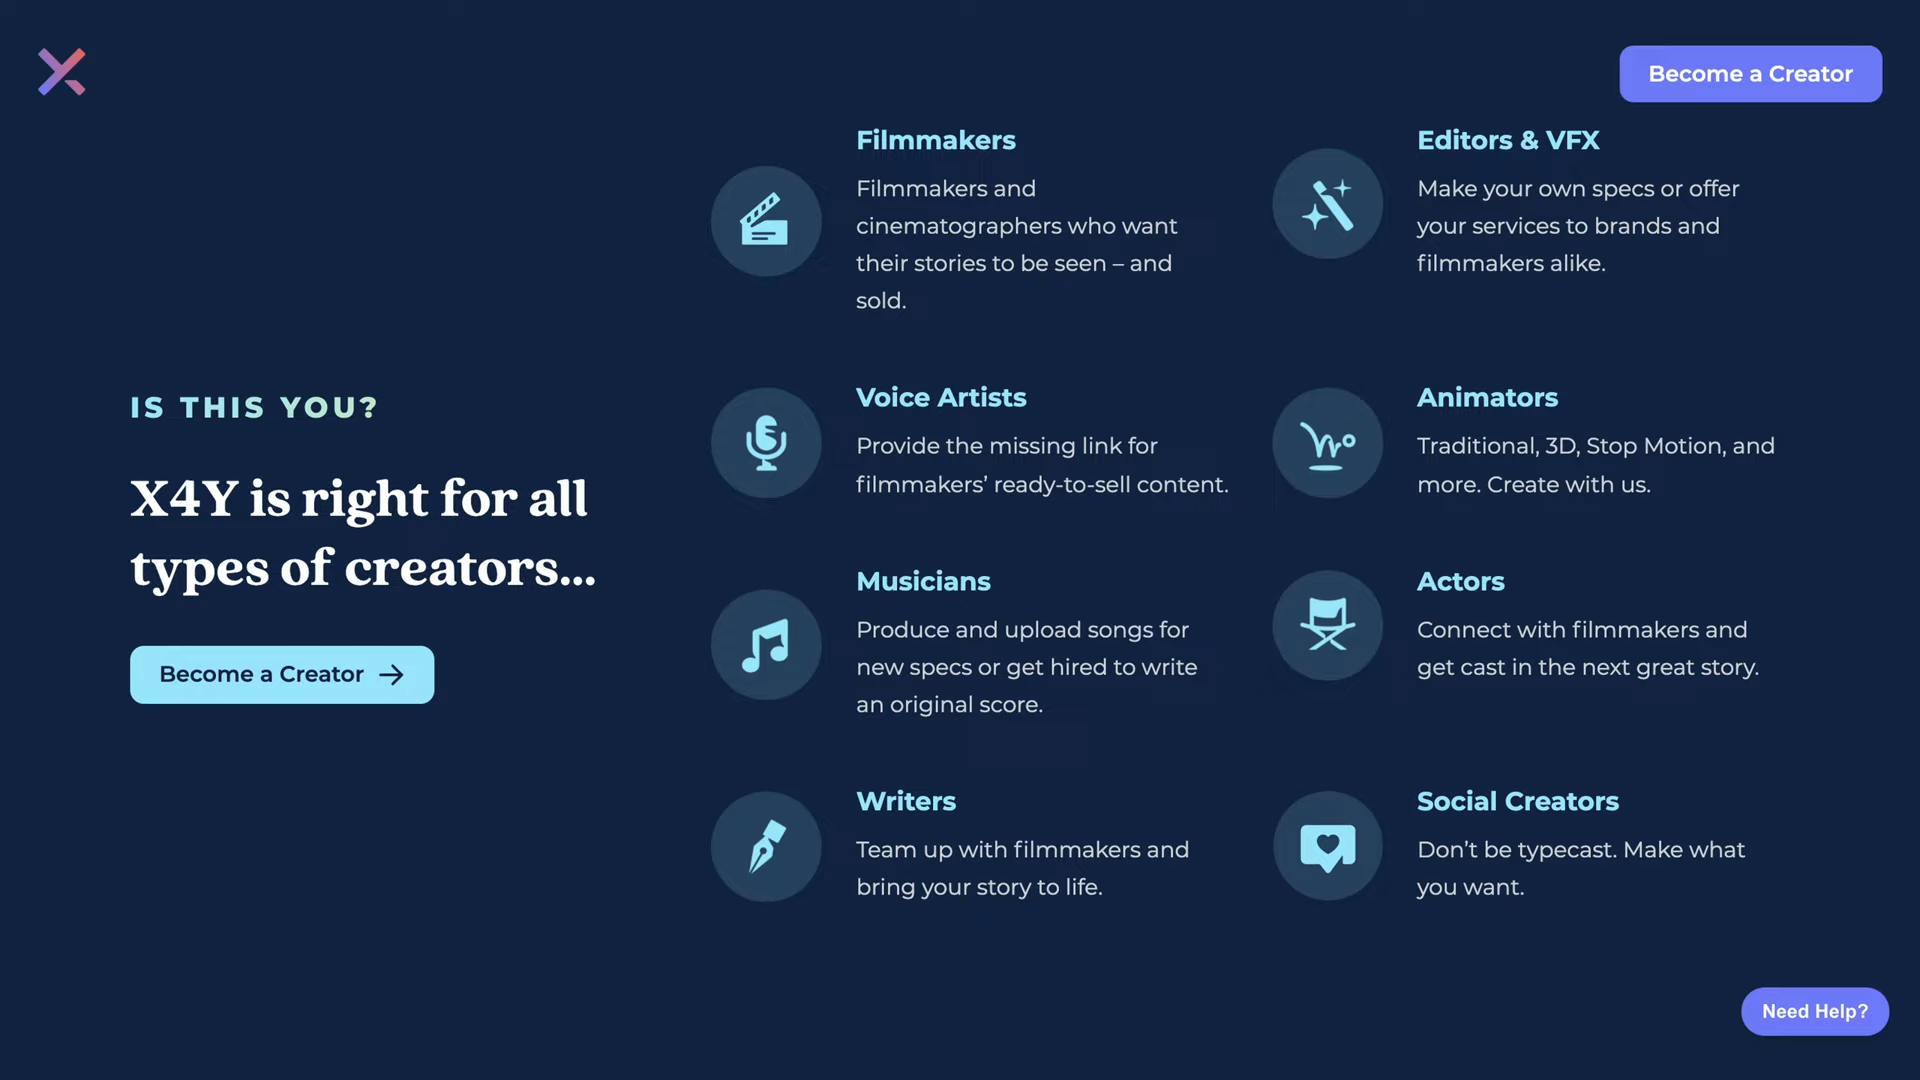 Become a Creator
IS THIS YOU?
X4Y is right for all
types of creators...
Become a Creator
Filmmakers
Filmmakers and
cinematographers who want
their stories to be seen – and
sold.
Editors & VFX
Make your own specs or offer
your services to brands and
filmmakers alike.
Voice Artists
Provide the missing link for
filmmakers’ ready-to-sell content.
Animators
Traditional, 3D, Stop Motion, and
more. Create with us.
Musicians
Produce and upload songs for
new specs or get hired to write
an original score.
Actors
Connect with filmmakers and
get cast in the next great story.
Writers
Team up with filmmakers and
bring your story to life.
Social Creators
Don’t be typecast. Make what
you want.
Need Help?